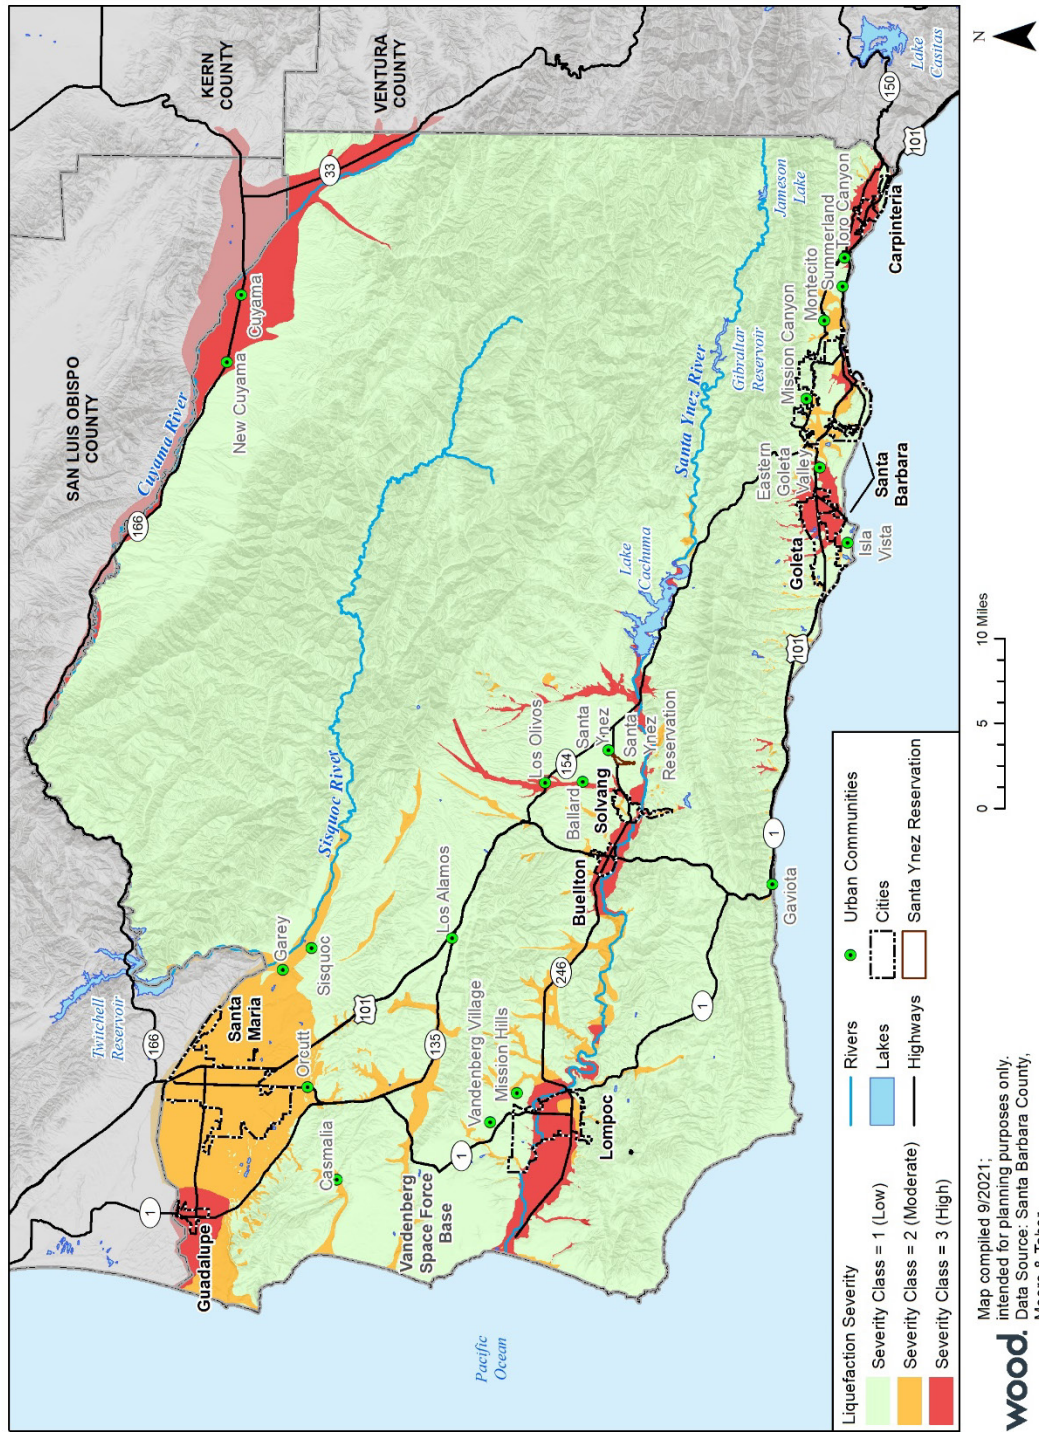 SAN LUIS OBISPO
COUNTY
KERN
COUNTY
VENTURA
COUNTY
Twitchell
Reservoir
166
166
33
Cuyama River
New Cuyama
Cuyama
1
Guadalupe
Santa
Maria
Garey
Sisquoc
Orcutt
101
Sisquoc River
Casmalia
135
Los Alamos
Vandenberg
Space Force
Base
1
Vandenberg Village
Mission Hills
Lompoc
246
Buellton
Solvang
Ballard
Los Olivos
154
Santa
Ynez
Santa
Ynez
Reservation
Lake
Cachuma
Santa Ynez River
Gibraltar
Reservoir
Jameson
Lake
1
1
Gaviota
101
Goleta
Isla
Vista
Eastern
Goleta
Valley
Santa
Barbara
Mission Canyon
Montecito
Summerland
Toro Canyon
Carpinteria
101
150
Lake
Casitas
Pacific
Ocean
Liquefaction Severity
Severity Class = 1 (Low)
Severity Class = 2 (Moderate)
Severity Class = 3 (High)
Rivers
Lakes
Highways
Urban Communities
Cities
Santa Ynez Reservation
0 5 10 Miles
N
wood.
Map compiled 9/2021;
intended for planning purposes only.
Data Source: Santa Barbara County,